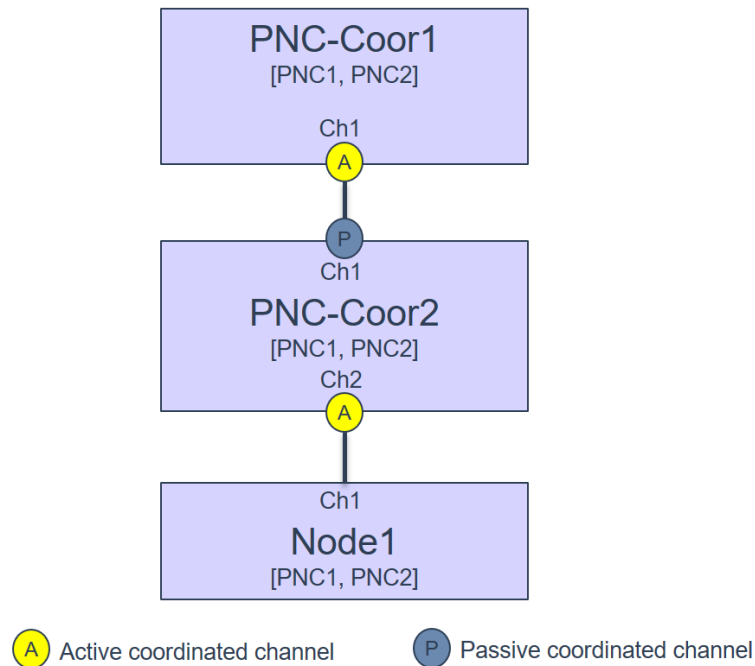 PNC-Coor1
[PNC1, PNC2]
Ch1
A
P
Ch1
PNC-Coor2
[PNC1, PNC2]
Ch2
A
Ch1
Node1
[PNC1, PNC2]
A Active coordinated channel
P Passive coordinated channel